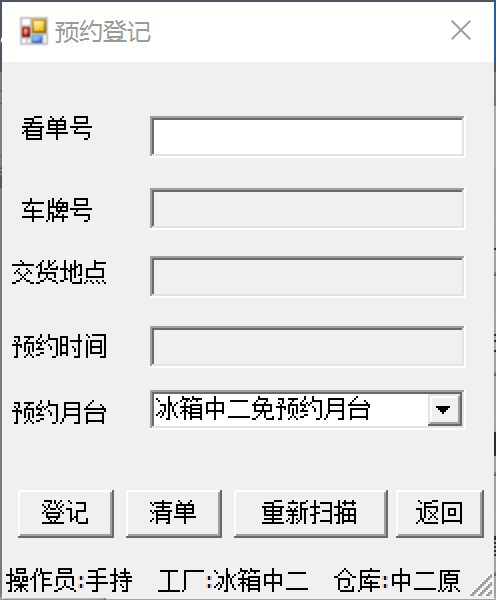 预约登记
看单号
车牌号
交货地点
预约时间
预约月台 冰箱中二免预约月台
登记 清单 重新扫描 返回
操作员:手持 工厂:冰箱中二 仓库:中二原